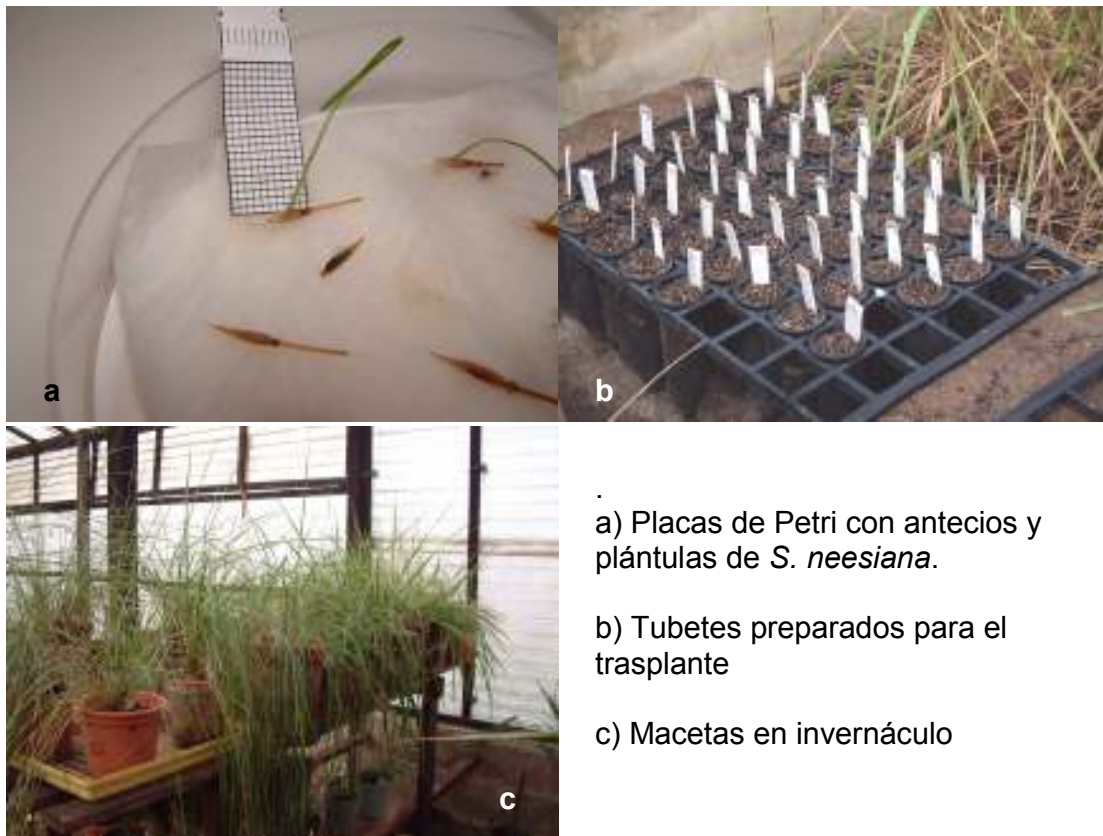 a
b
c
.
a) Placas de Petri con antecios y
plántulas de S. neesiana.
b) Tubetes preparados para el
trasplante
c) Macetas en invernáculo